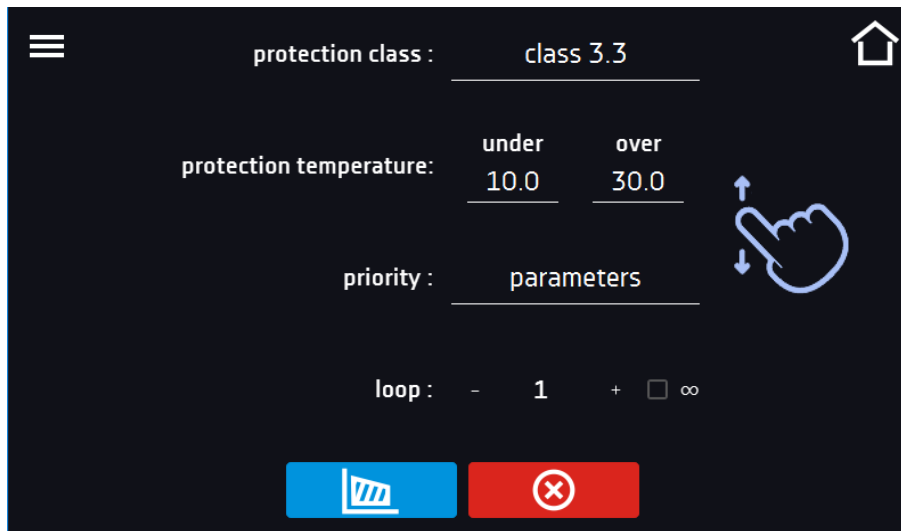 protection class : class 3.3
under over
protection temperature: 10.0 30.0
priority : parameters
loop : - 1 + ∞